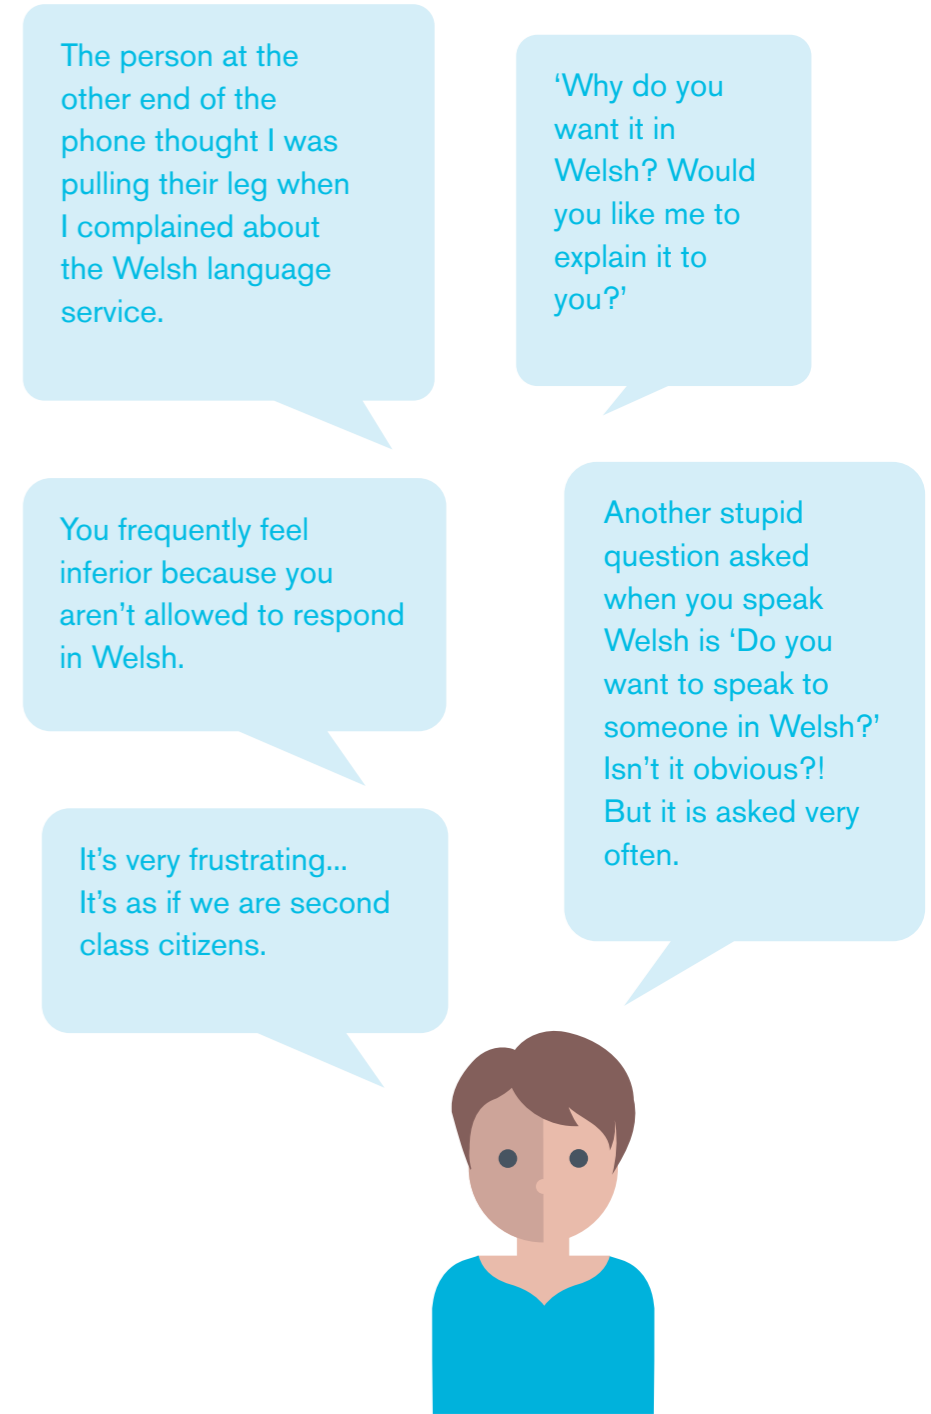 The person at the
other end of the
phone thought I was
pulling their leg when
I complained about
the Welsh language
service.
‘Why do you
want it in
Welsh? Would
you like me to
explain it to
you?’
You frequently feel
inferior because you
aren’t allowed to respond
in Welsh.
Another stupid
question asked
when you speak
Welsh is ‘Do you
want to speak to
someone in Welsh?’
Isn’t it obvious?!
But it is asked very
often.
It’s very frustrating...
It’s as if we are second
class citizens.